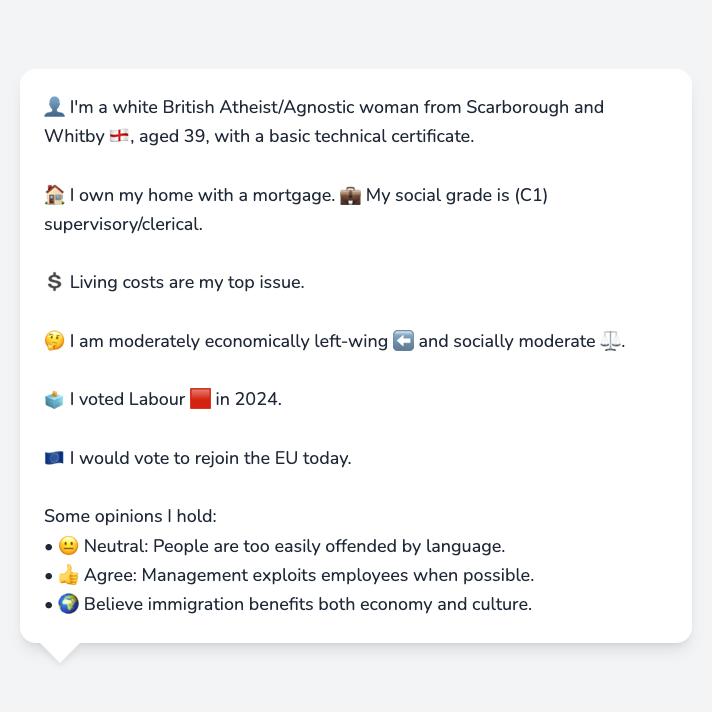 👤 I'm a white British Atheist/Agnostic woman from Scarborough and
Whitby 🏴󠁧󠁢󠁥󠁮󠁧󠁿, aged 39, with a basic technical certificate.
🏠 I own my home with a mortgage. 💼 My social grade is (C1)
supervisory/clerical.
💲 Living costs are my top issue.
🤔 I am moderately economically left-wing ⬅️ and socially moderate ⚖️.
🗳️ I voted Labour 🟥 in 2024.
🇪🇺 I would vote to rejoin the EU today.
Some opinions I hold:
• 😐 Neutral: People are too easily offended by language.
• 👍 Agree: Management exploits employees when possible.
• 🌍 Believe immigration benefits both economy and culture.